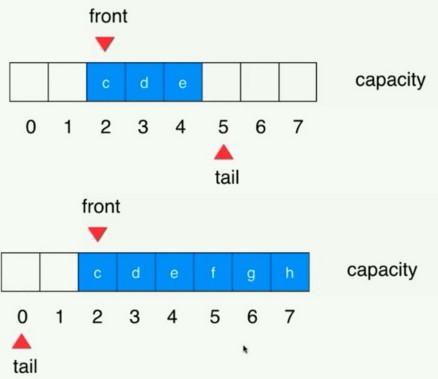 front
c d e
capacity
0 1 2 3 4 5 6 7
tail
front
c d e f g h
capacity
0 1 2 3 4 5 6 7
tail